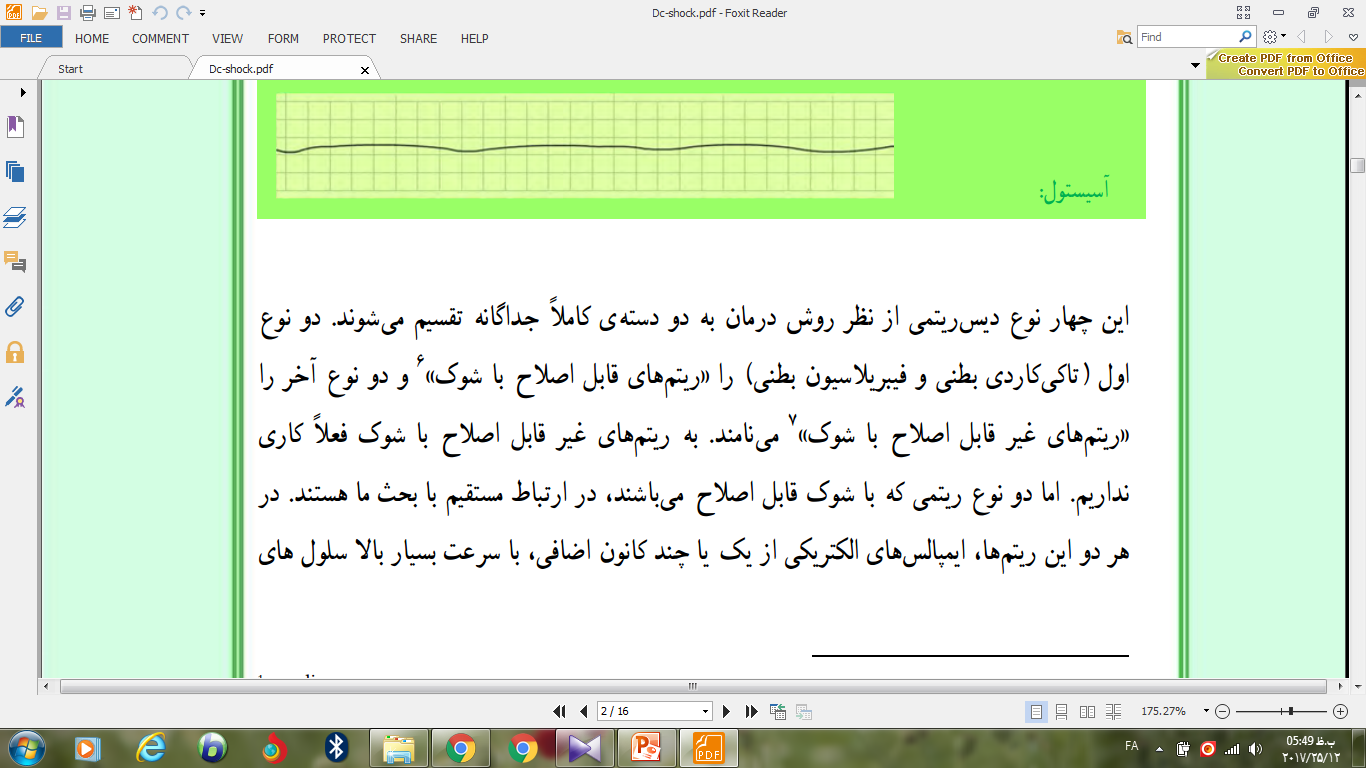 Dc-shock.pdf - Foxit Reader
FILE HOME COMMENT VIEW FORM PROTECT SHARE HELP
Find
Start Dc-shock.pdf
Create PDF from Office
Convert PDF to Office
آسیستول:
این چهار نوع دیس‌ریتمی از نظر روش درمان به دو دسته‌ی کاملاً جداگانه تقسیم می‌شوند. دو نوع
اول (تاکی‌کاردی بطنی و فیبریلاسیون بطنی) را «ریتم‌های قابل اصلاح با شوک»۶ و دو نوع آخر را
«ریتم‌های غیر قابل اصلاح با شوک»۷ می‌نامند. به ریتم‌های غیر قابل اصلاح با شوک فعلاً کاری
نداریم. اما دو نوع ریتمی که با شوک قابل اصلاح می‌باشند، در ارتباط مستقیم با بحث ما هستند. در
هر دو این ریتم‌ها، ایمپالس‌های الکتریکی از یک یا چند کانون اضافی، با سرعت بسیار بالا سلول های
2 / 16
175.27%
FA
05:49 ب.ظ
۲۰۱۷/۲۵/۱۲